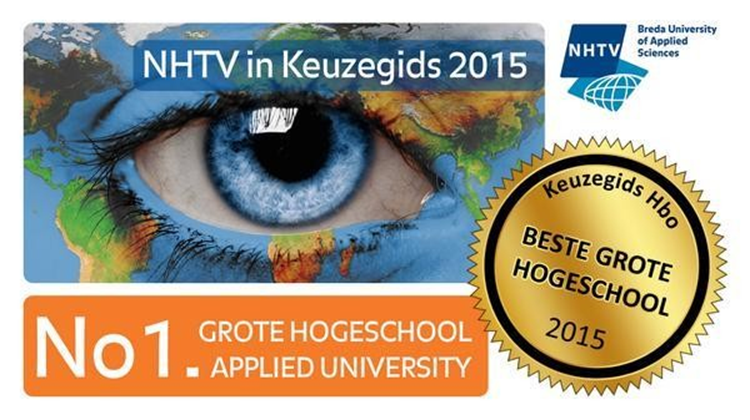 NHTV in Keuzegids 2015
NHTV
Breda University
of Applied
Sciences
Keuzegids Hbo
BESTE GROTE
HOGESCHOOL
2015
No1.
GROTE HOGESCHOOL
APPLIED UNIVERSITY